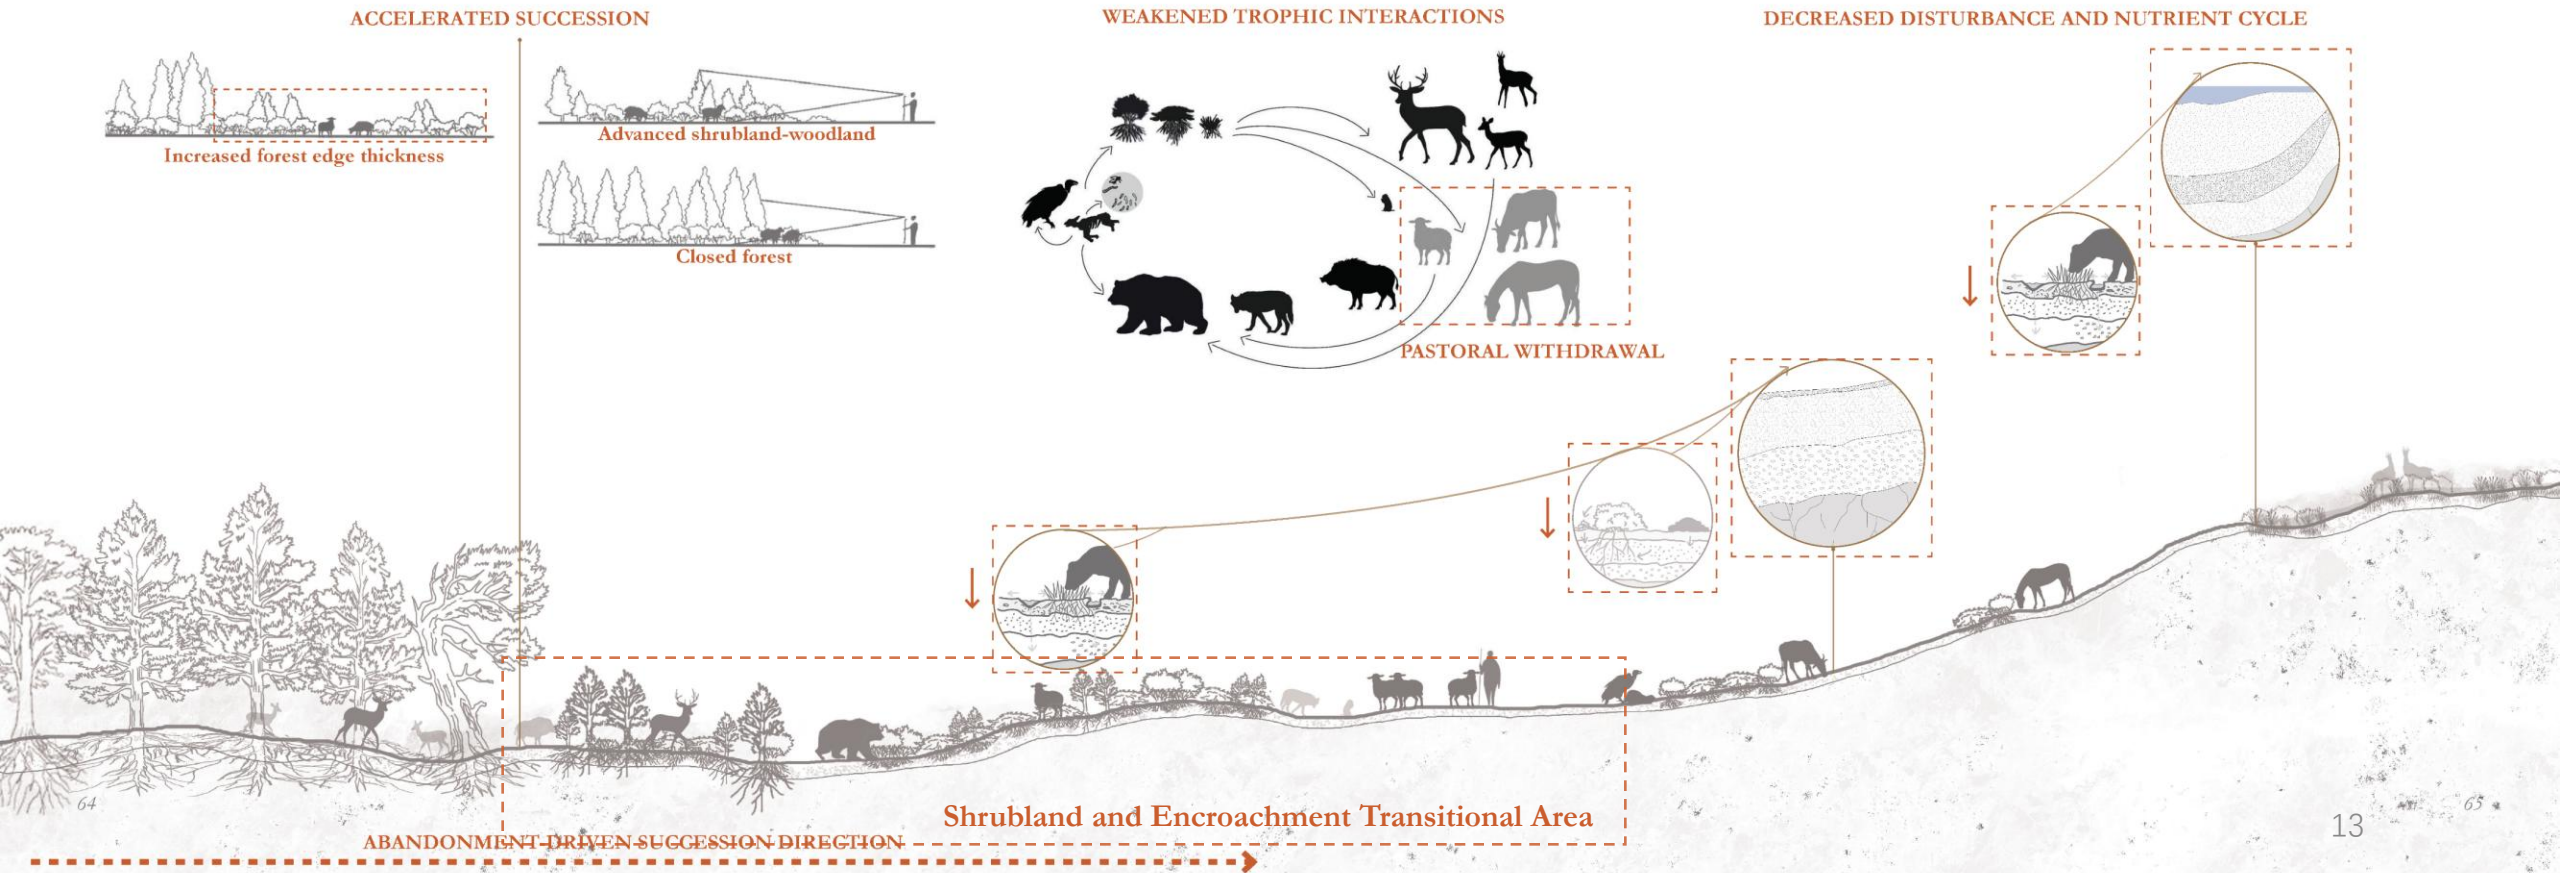 ACCELERATED SUCCESSION
WEAKENED TROPHIC INTERACTIONS
DECREASED DISTURBANCE AND NUTRIENT CYCLE
Increased forest edge thickness
Advanced shrubland-woodland
Closed forest
PASTORAL WITHDRAWAL
64
Shrubland and Encroachment Transitional Area
65
13
ABANDONMENT-DRIVEN SUCCESSION DIRECTION